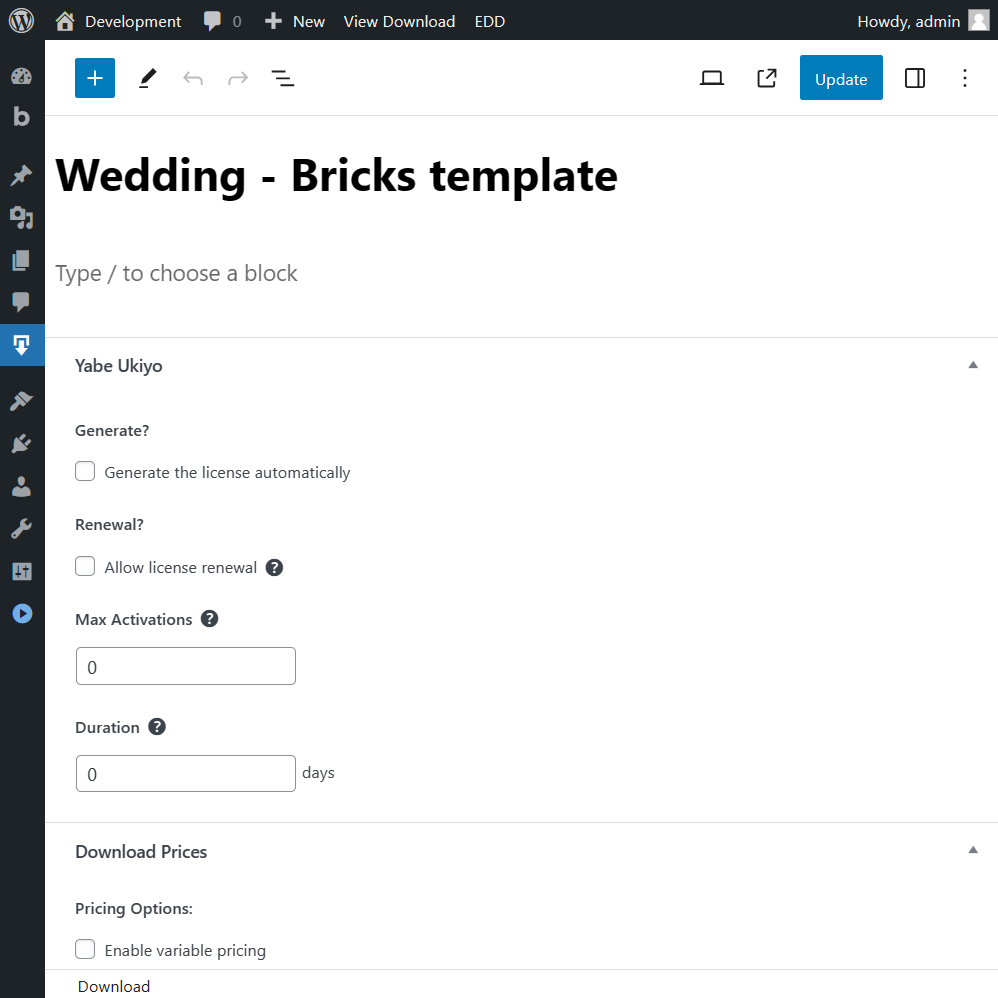 Development 0 New View Download EDD Howdy, admin
Update
Wedding - Bricks template
Type / to choose a block
Yabe Ukiyo
Generate?
Generate the license automatically
Renewal?
Allow license renewal ?
Max Activations ?
0
Duration ?
0 days
Download Prices
Pricing Options:
Enable variable pricing
Download